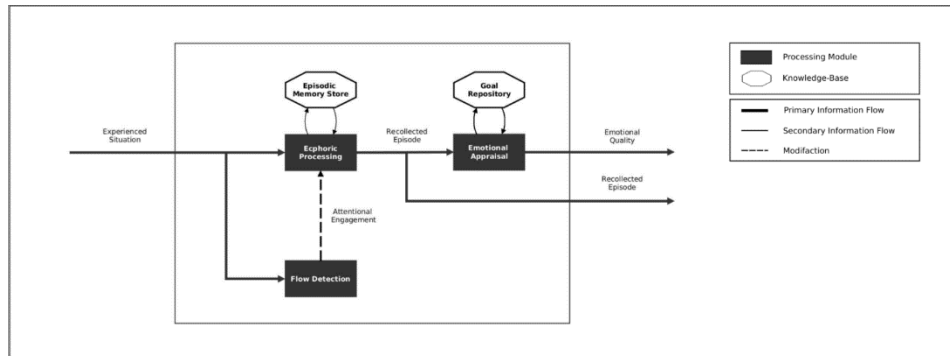 Episodic
Memory Store
Goal
Repository
Processing Module
Knowledge-Base
Primary Information Flow
Secondary Information Flow
Modifaction
Experienced
Situation
Ecphoric
Processing
Recollected
Episode
Emotional
Appraisal
Emotional
Quality
Recollected
Episode
Attentional
Engagement
Flow Detection